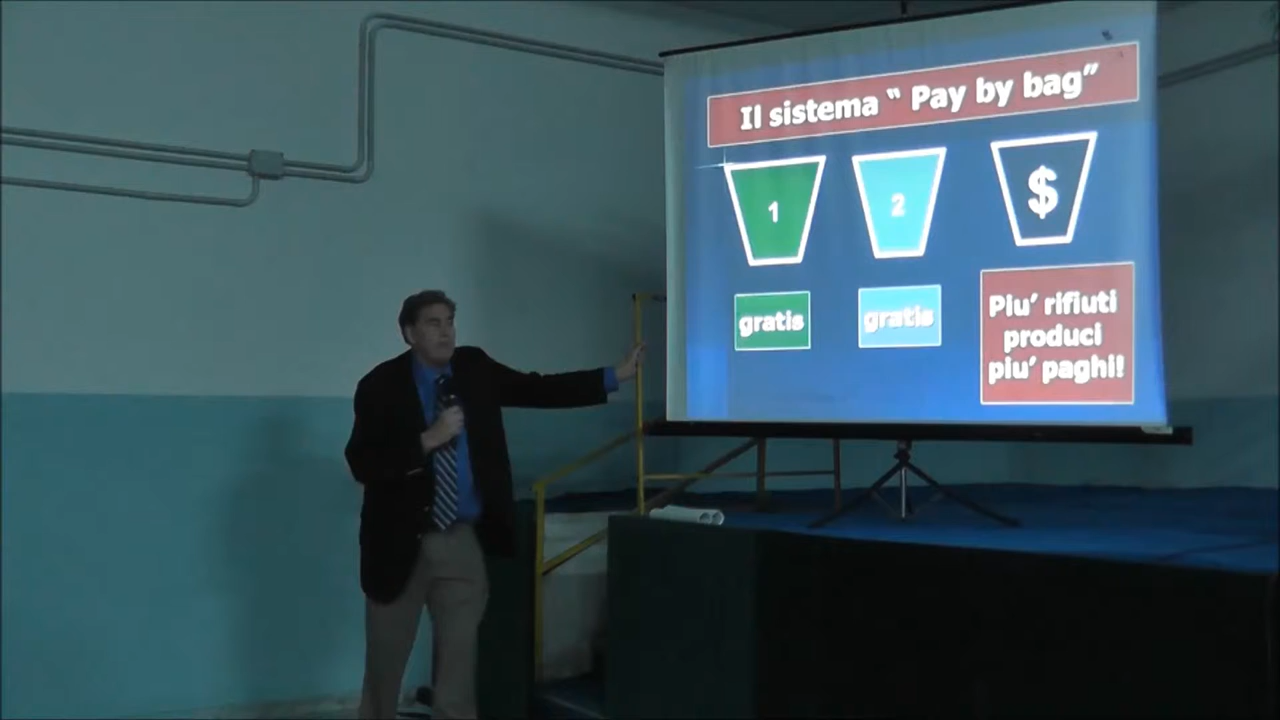 Il sistema “ Pay by bag”
1
2
$
gratis
gratis
Piu’ rifiuti
produci
piu’ paghi!